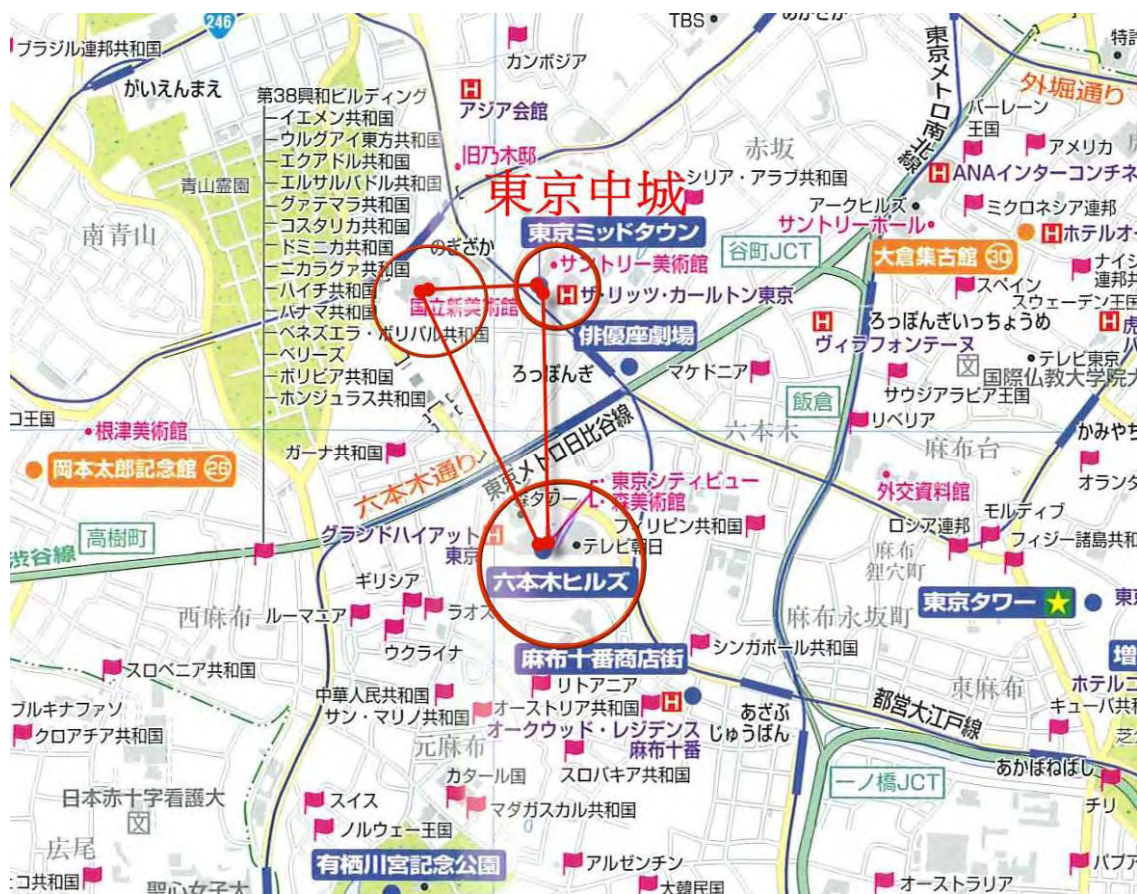 246
TBS
ブラジル連邦共和国
カンボジア
がいえんまえ
第38興和ビルディング
イエメン共和国
ウルグアイ東方共和国
エクアドル共和国
エルサルバドル共和国
グァテマラ共和国
コスタリカ共和国
ドミニカ共和国
ニカラグァ共和国
ハイチ共和国
パナマ共和国
ベネズエラ・ボリバル共和国
ベリーズ
ボリビア共和国
ホンジュラス共和国
H
アジア会館
旧乃木邸
青山霊園
南青山
東京中城
東京ミッドタウン
のぎざか
サントリー美術館
国立新美術館
H ザ・リッツ・カールトン東京
俳優座劇場
ろっぽんぎ
マケドニア
赤坂
シリア・アラブ共和国
アークヒルズ
サントリーホール
谷町JCT
東京メトロ南北線
外堀通り
バーレーン
王国
アメリカ
H ANAインターコンチネ
ミクロネシア連邦
H ホテルオー
大倉集古館 30
ナイジ
連邦共
スペイン
スウェーデン王国
ろっぽんぎいっちょうめ
H
ヴィラフォンテーヌ
H 虎
テレビ東京
文
国際仏教大学院大
サウジアラビア王国
飯倉
リベリア
六本木
麻布台
かみやち
外交資料館
オランダ
モルディブ
ロシア連邦
フィジー諸島共和
麻布
狸穴町
コ王国
根津美術館
岡本太郎記念館 26
ガーナ共和国
六本木通り
東京メトロ日比谷線
森タワー
東京シティビュー
森美術館
グランドハイアット H
東京
フィリピン共和国
テレビ朝日
六本木ヒルズ
高樹町
渋谷線
ギリシア
西麻布
ルーマニア
ラオス
ウクライナ
スロベニア共和国
麻布十番商店街
シンガポール共和国
麻布永坂町
東京タワー
東麻布
増
ホテルニ
キューバ共和
芝
中華人民共和国
リトアニア
サン・マリノ共和国
オーストリア共和国
H
オークウッド・レジデンス
麻布十番
あざぶ
じゅうばん
都営大江戸線
あかばねばし
ブルキナファソ
クロアチア共和国
元麻布
カタール国
スロバキア共和国
マダガスカル共和国
一ノ橋JCT
チリ
日本赤十字看護大
文
スイス
ノルウェー王国
広尾
有栖川宮記念公園
アルゼンチン
大韓民国
オーストラリア
パプア
コ共和国
聖心女子大